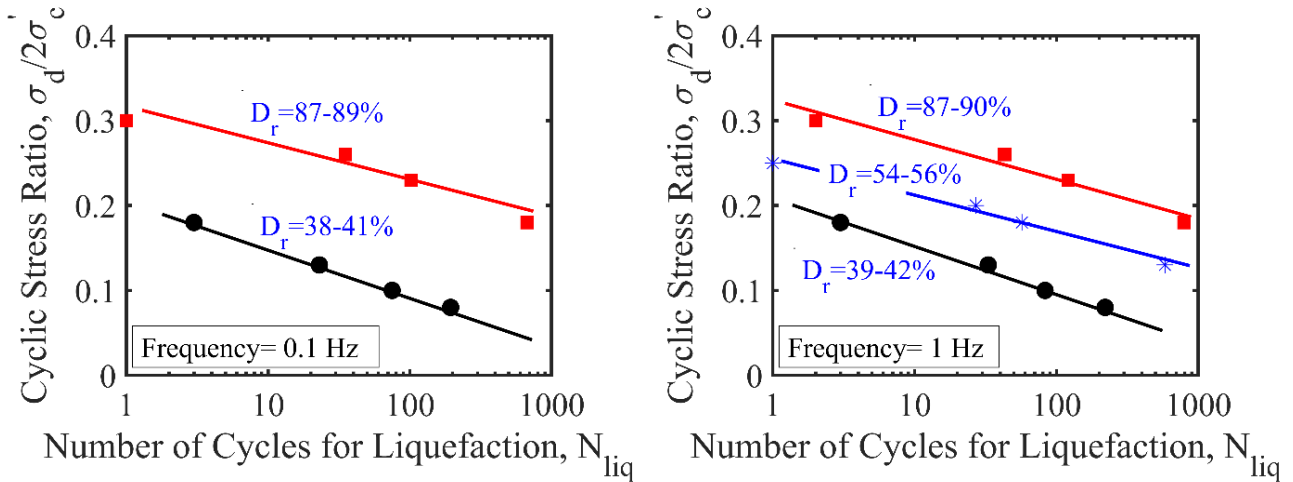 Cyclic Stress Ratio, σd/2σc'
0.4
0.3
0.2
0.1
0
Dr=87-89%
Dr=38-41%
Frequency= 0.1 Hz
1
10
100
1000
Number of Cycles for Liquefaction, Nliq
Cyclic Stress Ratio, σd/2σc'
0.4
0.3
0.2
0.1
0
Dr=87-90%
Dr=54-56%
Dr=39-42%
Frequency= 1 Hz
1
10
100
1000
Number of Cycles for Liquefaction, Nliq